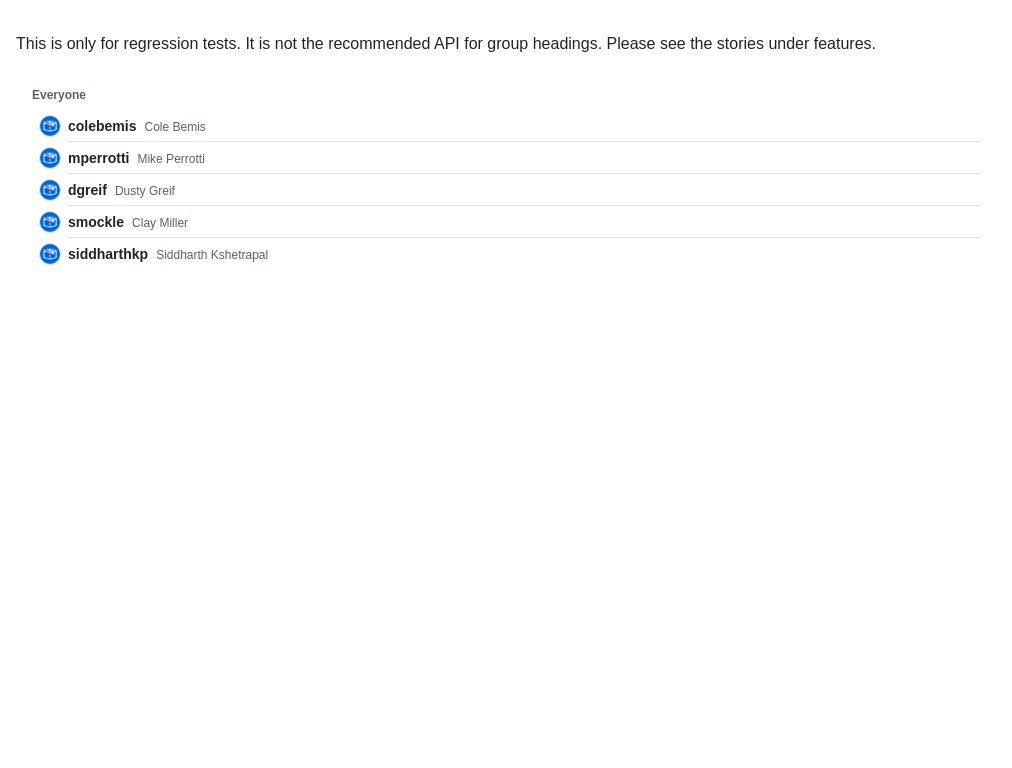 This is only for regression tests. It is not the recommended API for group headings. Please see the stories under features.
Everyone
colebemis Cole Bemis
mperrotti Mike Perrotti
dgreif Dusty Greif
smockle Clay Miller
siddharthkp Siddharth Kshetrapal